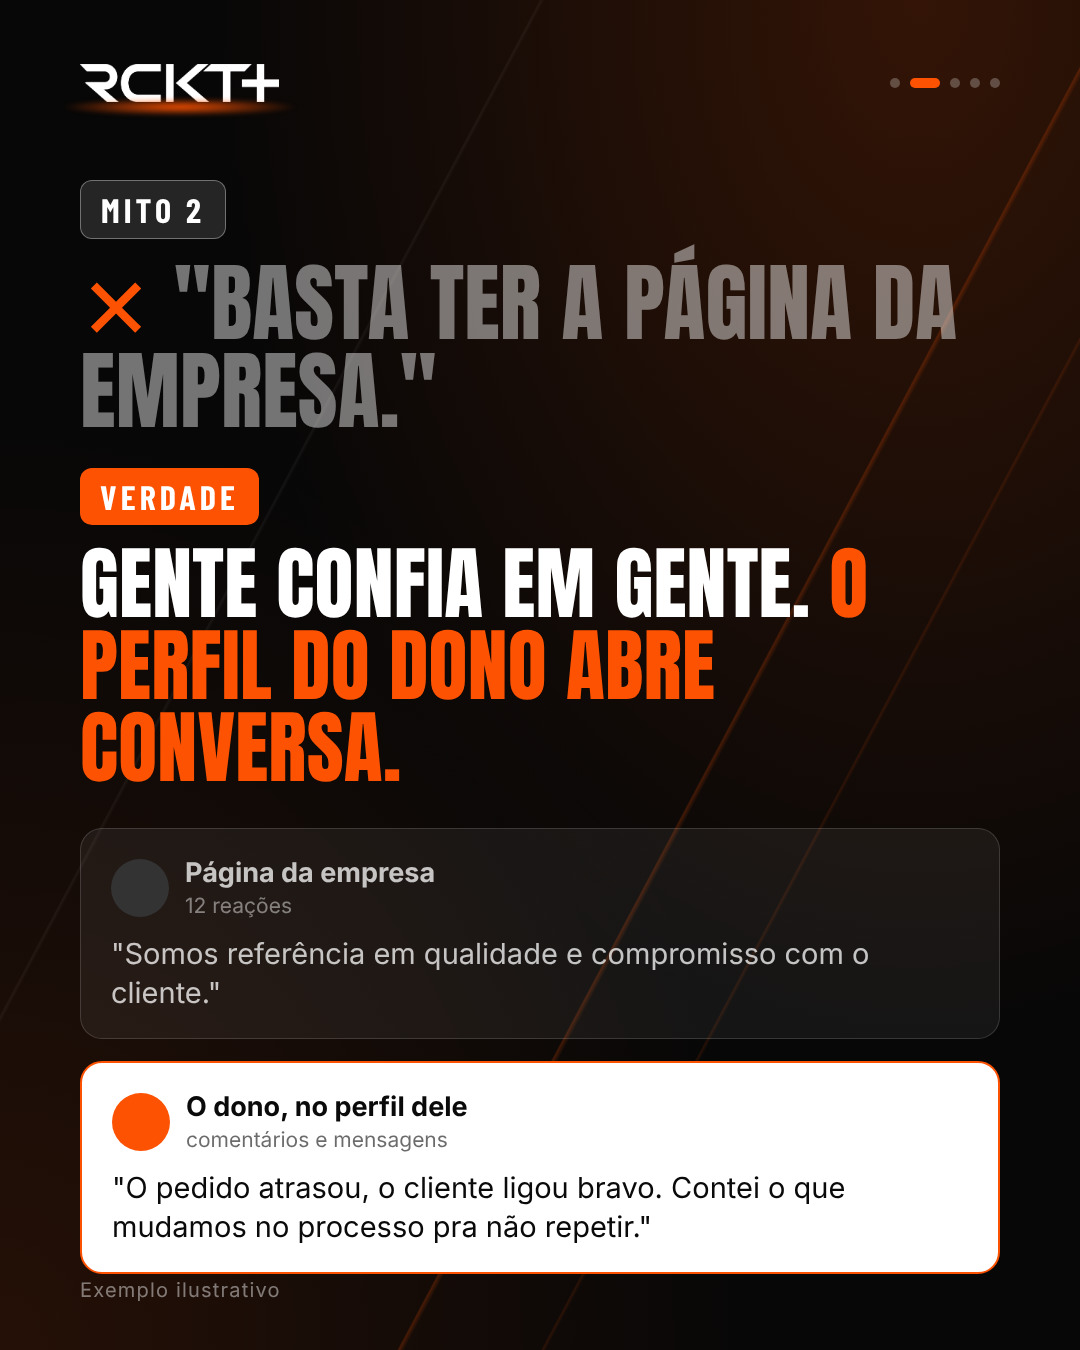 RCKT+
MITO 2
✕ "BASTA TER A PÁGINA DA
EMPRESA."
VERDADE
GENTE CONFIA EM GENTE. O
PERFIL DO DONO ABRE
CONVERSA.
Página da empresa
12 reações
"Somos referência em qualidade e compromisso com o
cliente."
O dono, no perfil dele
comentários e mensagens
"O pedido atrasou, o cliente ligou bravo. Contei o que
mudamos no processo pra não repetir."
Exemplo ilustrativo